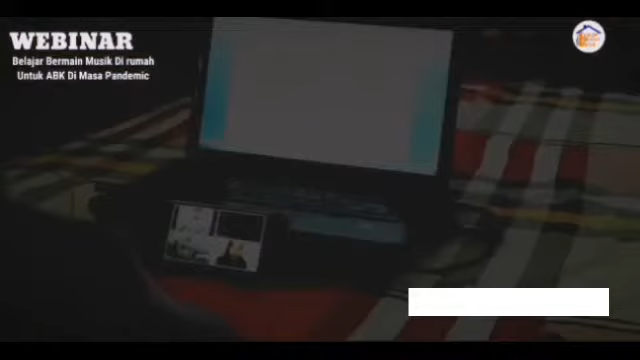 WEBINAR
Belajar Bermain Musik Di rumah
Untuk ABK Di Masa Pandemic